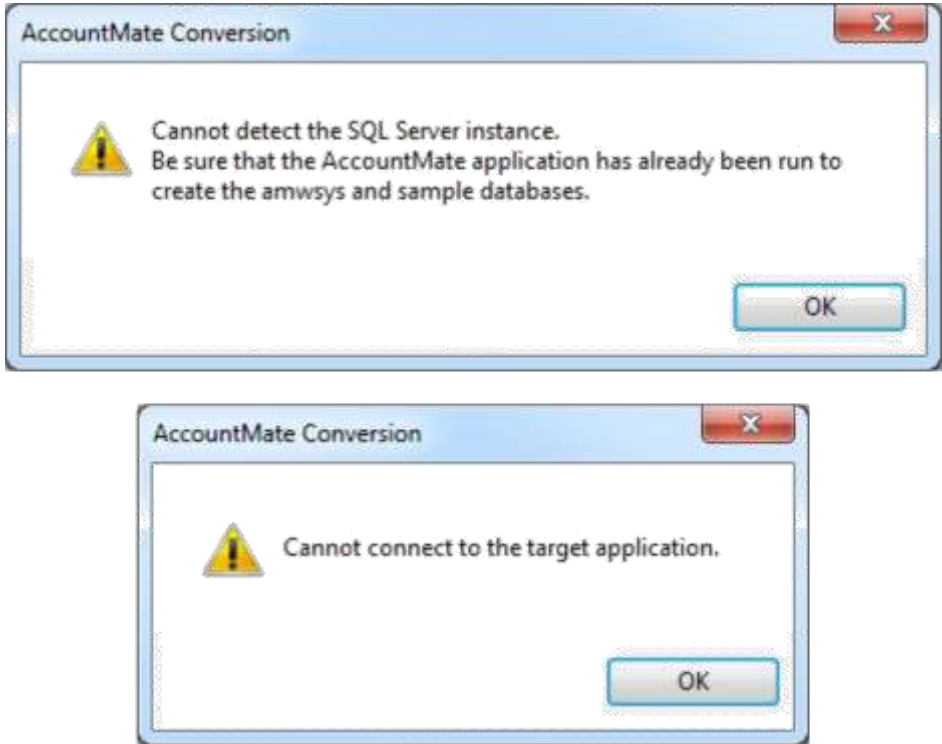 AccountMate Conversion
Cannot detect the SQL Server instance.
Be sure that the AccountMate application has already been run to
create the amwsys and sample databases.
OK
AccountMate Conversion
Cannot connect to the target application.
OK